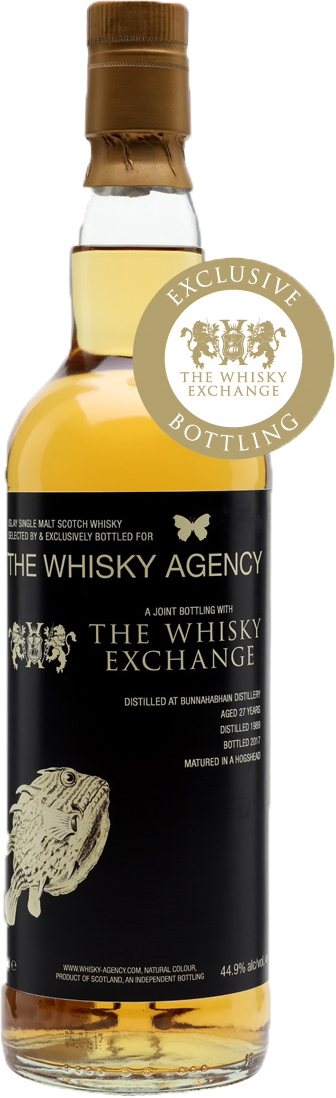 EXCLUSIVE
THE WHISKY
EXCHANGE
BOTTLING
ISLAY SINGLE MALT SCOTCH WHISKY
SELECTED BY & EXCLUSIVELY BOTTLED FOR
THE WHISKY AGENCY
A JOINT BOTTLING WITH
THE WHISKY
EXCHANGE
DISTILLED AT BUNNAHABHAIN DISTILLERY
AGED 27 YEARS
DISTILLED 1989
BOTTLED 2017
MATURED IN A HOGSHEAD
WWW.WHISKY-AGENCY.COM, NATURAL COLOUR,
PRODUCT OF SCOTLAND, AN INDEPENDENT BOTTLING
44.9% alc/vol